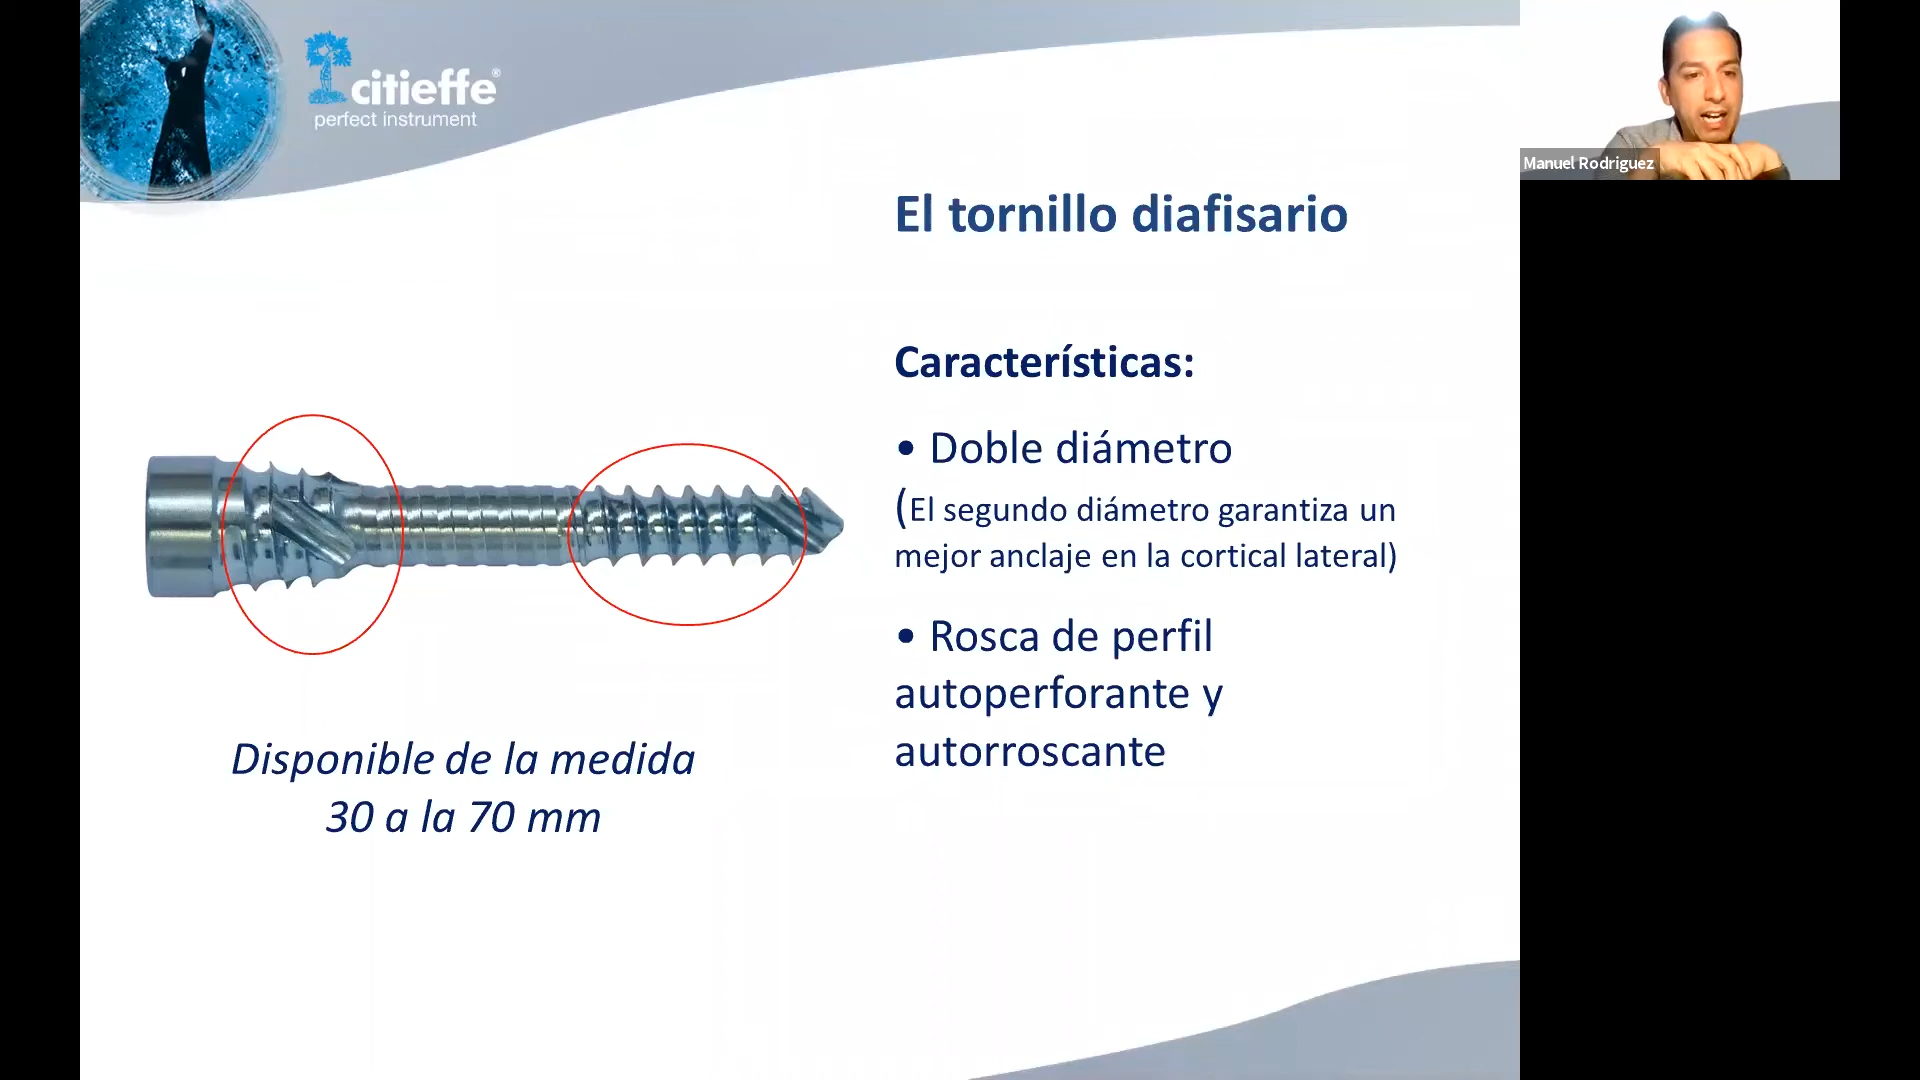 citieffe®
perfect instrument
Manuel Rodriguez
El tornillo diafisario
Características:
• Doble diámetro
(El segundo diámetro garantiza un
mejor anclaje en la cortical lateral)
• Rosca de perfil
autoperforante y
autorroscante
Disponible de la medida
30 a la 70 mm